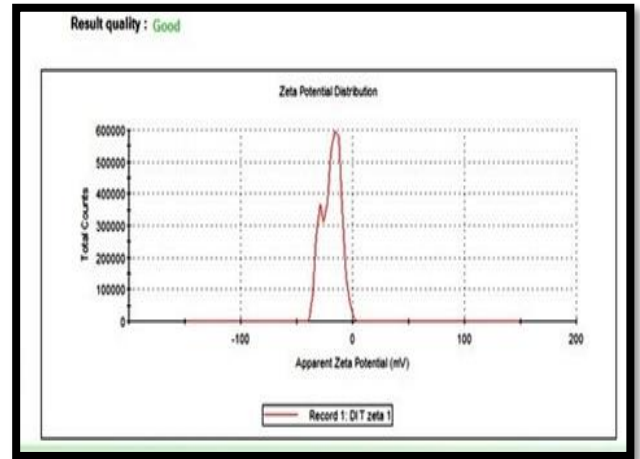 Result quality : Good
Zeta Potential Distribution
Total Counts
600000
500000
400000
300000
200000
100000
0
-100 0 100 200
Apparent Zeta Potential (mV)
Record 1: DIT zeta 1